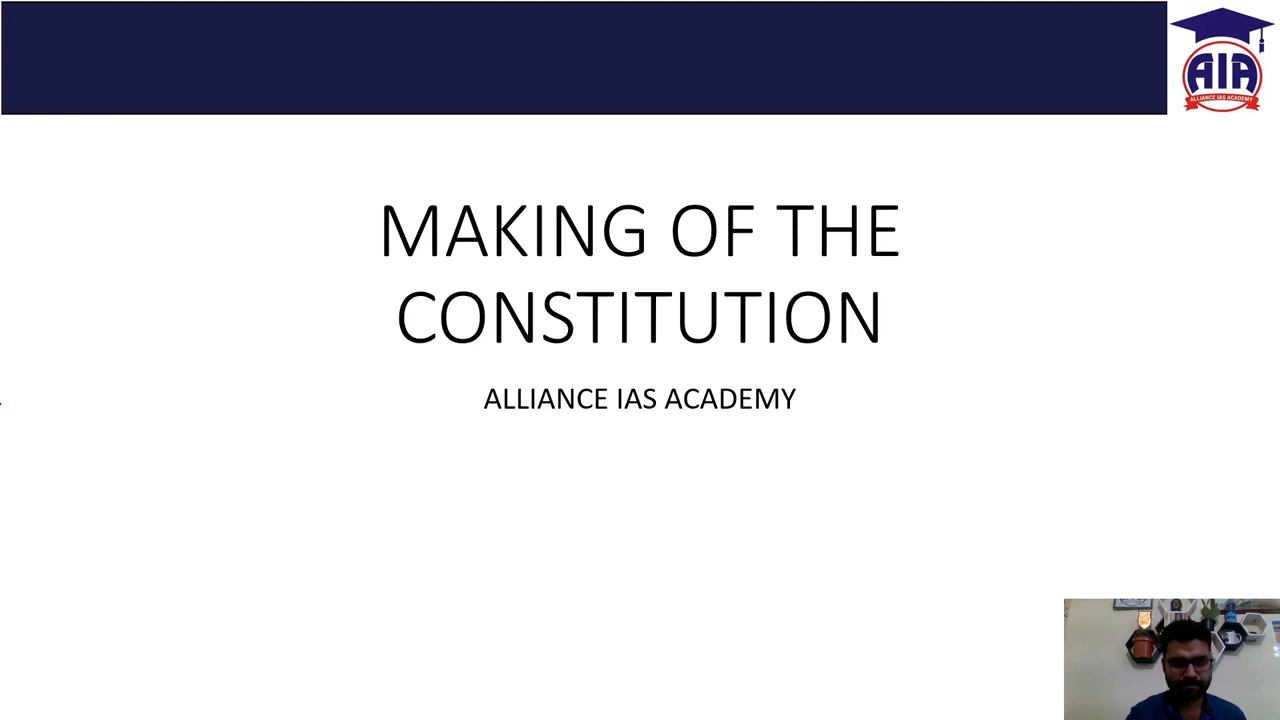 AIA
ALLIANCE IAS ACADEMY
MAKING OF THE
CONSTITUTION
ALLIANCE IAS ACADEMY